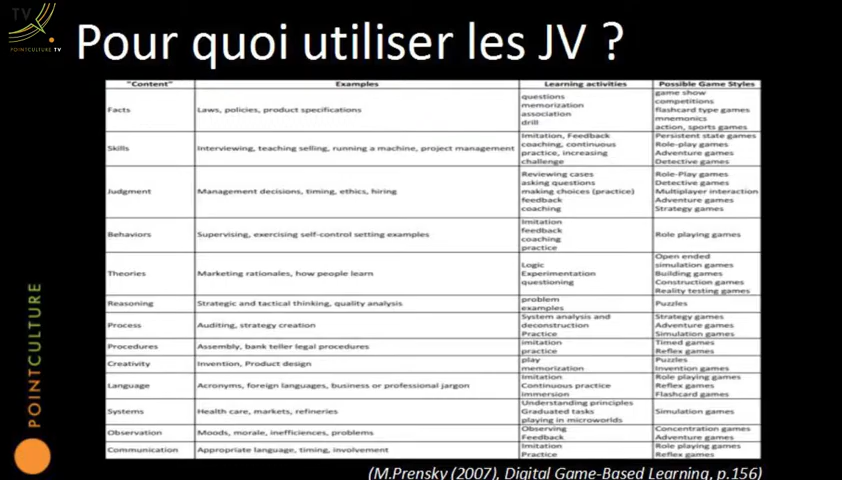 TV
POINTCULTURE TV
Pour quoi utiliser les JV ?
"Content" Examples Learning activities Possible Game Styles
Facts
Laws, policies, product specifications
questions
memorization
association
drill
game show
competitions
flashcard type games
mnemonics
action, sports games
Skills
Interviewing, teaching selling, running a machine, project management
Imitation, Feedback
coaching, continuous
practice, increasing
challenge
Persistent state games
Role-play games
Adventure games
Detective games
Judgment
Management decisions, timing, ethics, hiring
Reviewing cases
asking questions
making choices (practice)
feedback
coaching
Role-Play games
Detective games
Multiplayer interaction
Adventure games
Strategy games
Behaviors
Supervising, exercising self-control setting examples
Imitation
feedback
coaching
practice
Role playing games
Theories
Marketing rationales, how people learn
Logic
Experimentation
questioning
Open ended
simulation games
Building games
Construction games
Reality testing games
Reasoning
Strategic and tactical thinking, quality analysis
problem
examples
Puzzles
Process
Auditing, strategy creation
System analysis and
deconstruction
Practice
Strategy games
Adventure games
Simulation games
Procedures
Assembly, bank teller legal procedures
imitation
practice
Timed games
Reflex games
Creativity
Invention, Product design
play
memorization
Puzzles
Invention games
Language
Acronyms, foreign languages, business or professional jargon
Imitation
Continuous practice
immersion
Role playing games
Reflex games
Flashcard games
Systems
Health care, markets, refineries
Understanding principles
Graduated tasks
playing in microworlds
Simulation games
Observation
Moods, morale, inefficiences, problems
Observing
Feedback
Concentration games
Adventure games
Communication
Appropriate language, timing, involvement
Imitation
Practice
Role playing games
Reflex games
(M.Prensky (2007), Digital Game-Based Learning, p.156)
POINTCULTURE